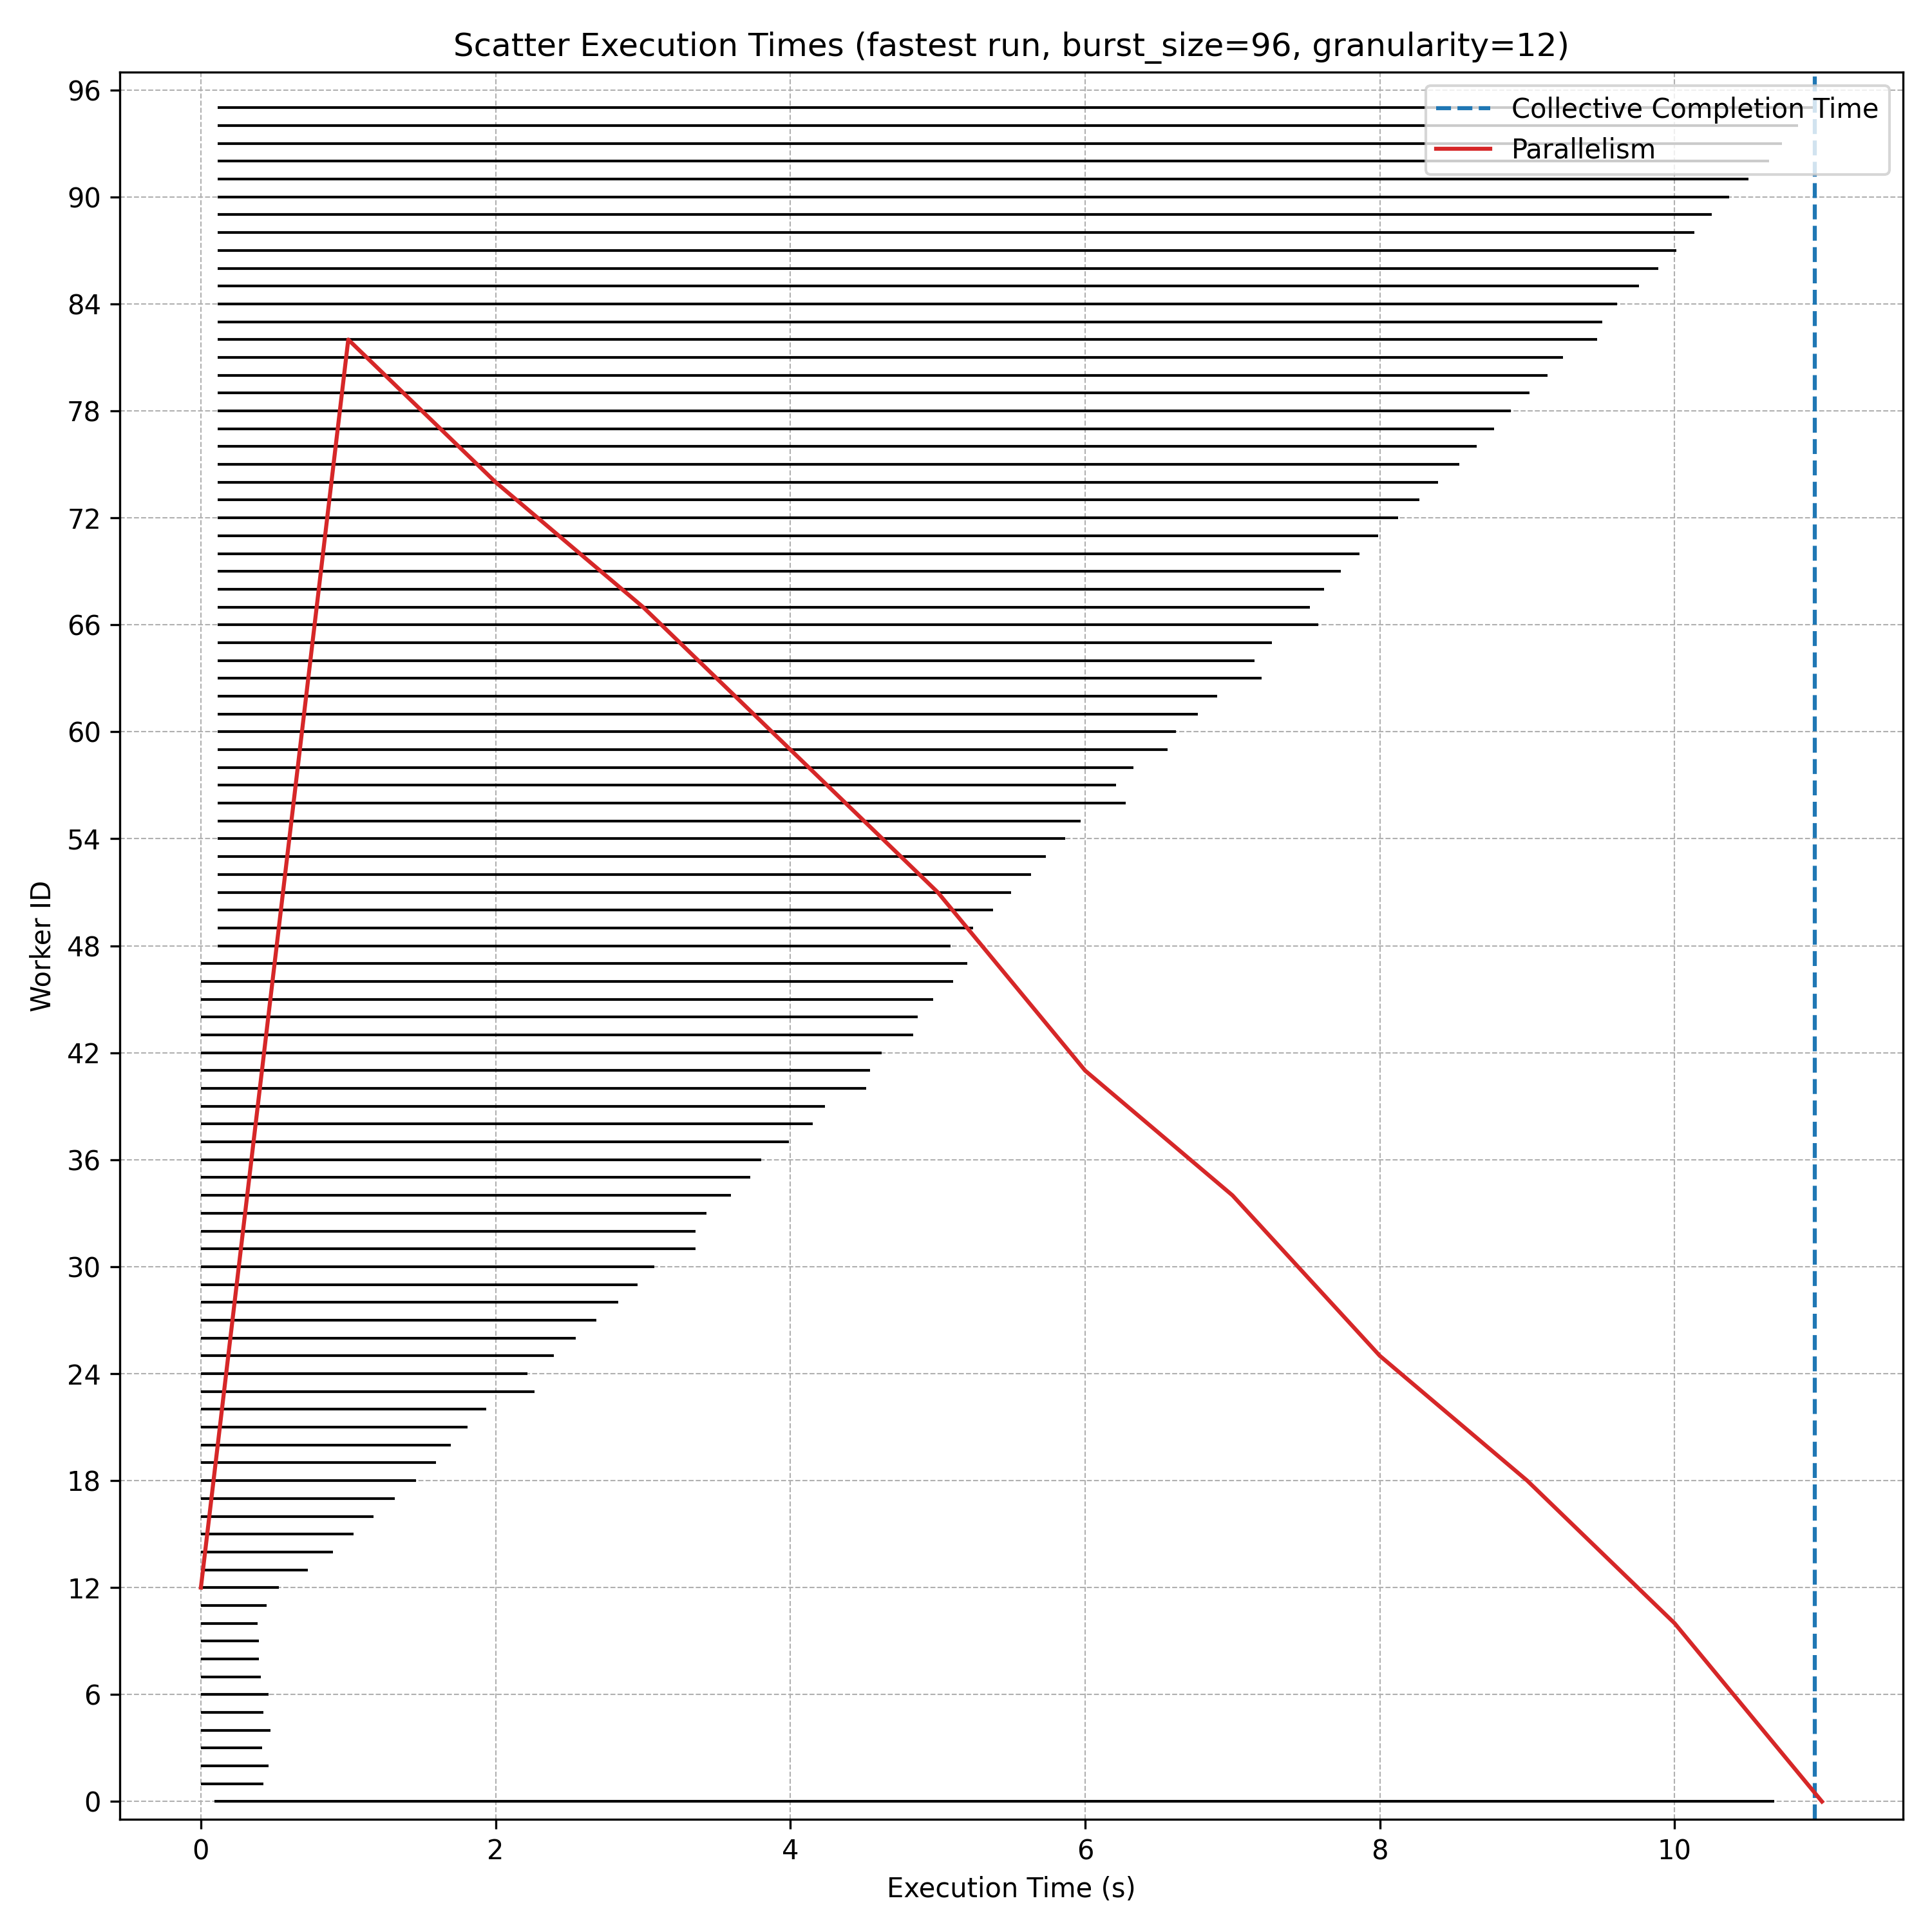 Scatter Execution Times (fastest run, burst_size=96, granularity=12)
Collective Completion Time
Parallelism
Worker ID
96
90
84
78
72
66
60
54
48
42
36
30
24
18
12
6
0
0 2 4 6 8 10
Execution Time (s)